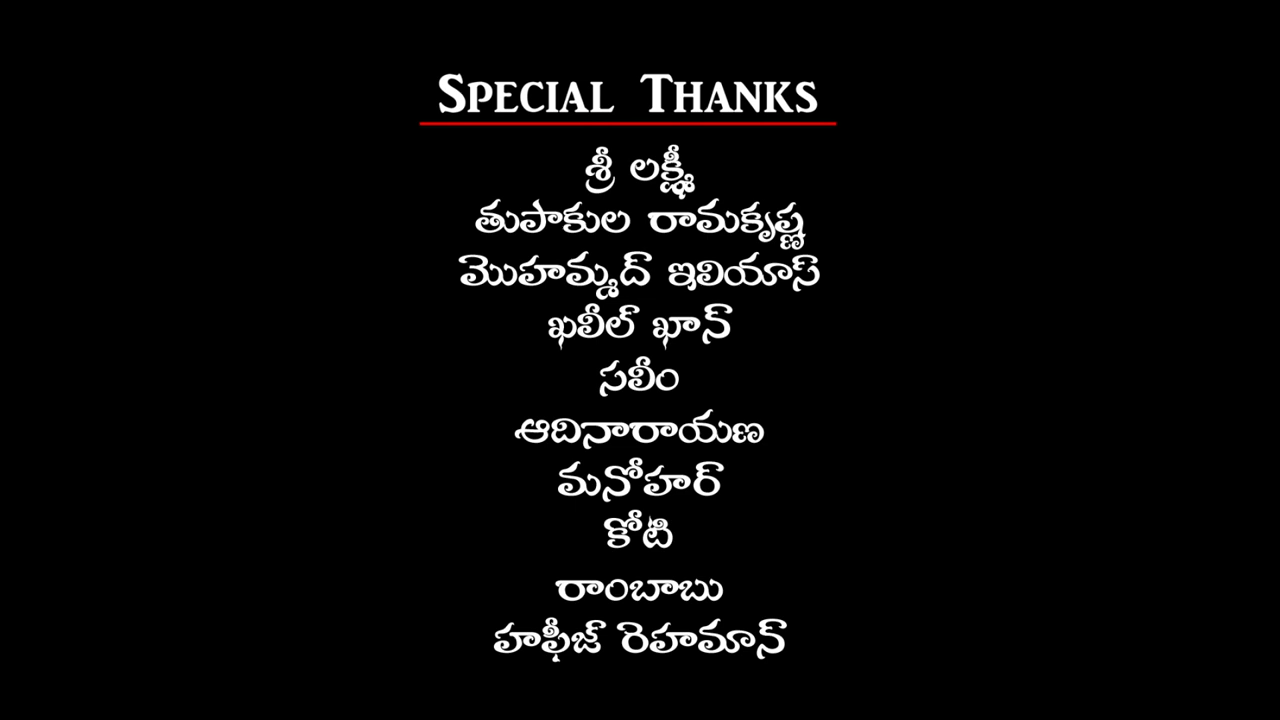 SPECIAL THANKS
శ్రీ లక్ష్మీ
తుపాకుల రామకృష్ణ
మొహమ్మద్ ఇలియాస్
ఖలీల్ ఖాన్
సలీం
ఆదినారాయణ
మనోహర్
కోటి
రాంబాబు
హఫీజ్ రెహమాన్